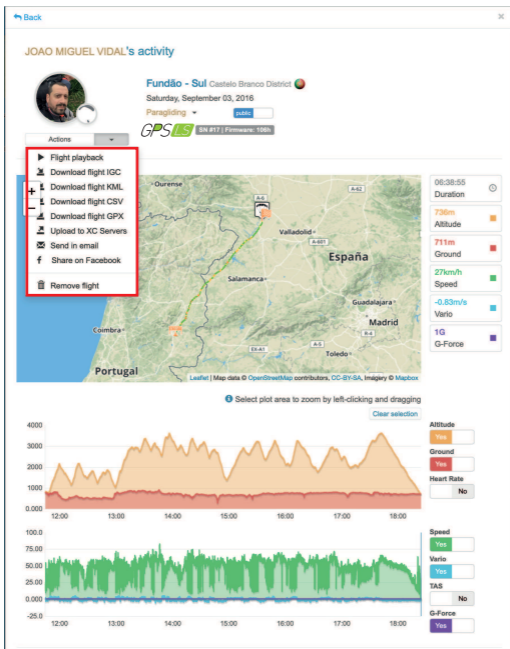 Back
×
JOAO MIGUEL VIDAL's activity
Fundão - Sul Castelo Branco District
Saturday, September 03, 2016
Paragliding
public
GPS LS SN #17 | Firmware: 106h
Actions
Flight playback
Download flight IGC
Download flight KML
Download flight CSV
Download flight GPX
Upload to XC Servers
Send in email
Share on Facebook
Remove flight
+
−
Ourense
A-6
A-62
Valladolid
A-601
España
Salamanca
Guadalajara
Madrid
R-4
Coimbra
EX-A1
A-5
Toledo
Portugal
Leaflet | Map data © OpenStreetMap contributors, CC-BY-SA, Imagery © Mapbox
06:38:55
Duration
736m
Altitude
711m
Ground
27km/h
Speed
-0.83m/s
Vario
1G
G-Force
Select plot area to zoom by left-clicking and dragging
Clear selection
4000
3000
2000
1000
0.000
12:00 13:00 14:00 15:00 16:00 17:00 18:00
Altitude
Yes
Ground
Yes
Heart Rate
No
100.0
75.00
50.00
25.00
0.000
-25.0
12:00 13:00 14:00 15:00 16:00 17:00 18:00
Speed
Yes
Vario
Yes
TAS
No
G-Force
Yes